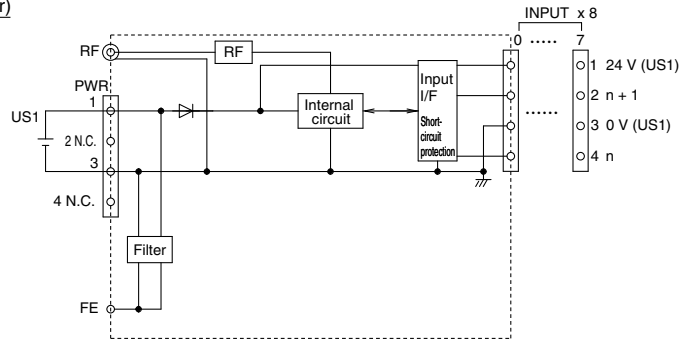 r)
INPUT x 8
0 ..... 7
RF
RF
PWR
1
US1
2 N.C.
3
4 N.C.
Internal
circuit
Input
I/F
Short-
circuit
protection
1 24 V (US1)
2 n + 1
......
3 0 V (US1)
4 n
Filter
FE